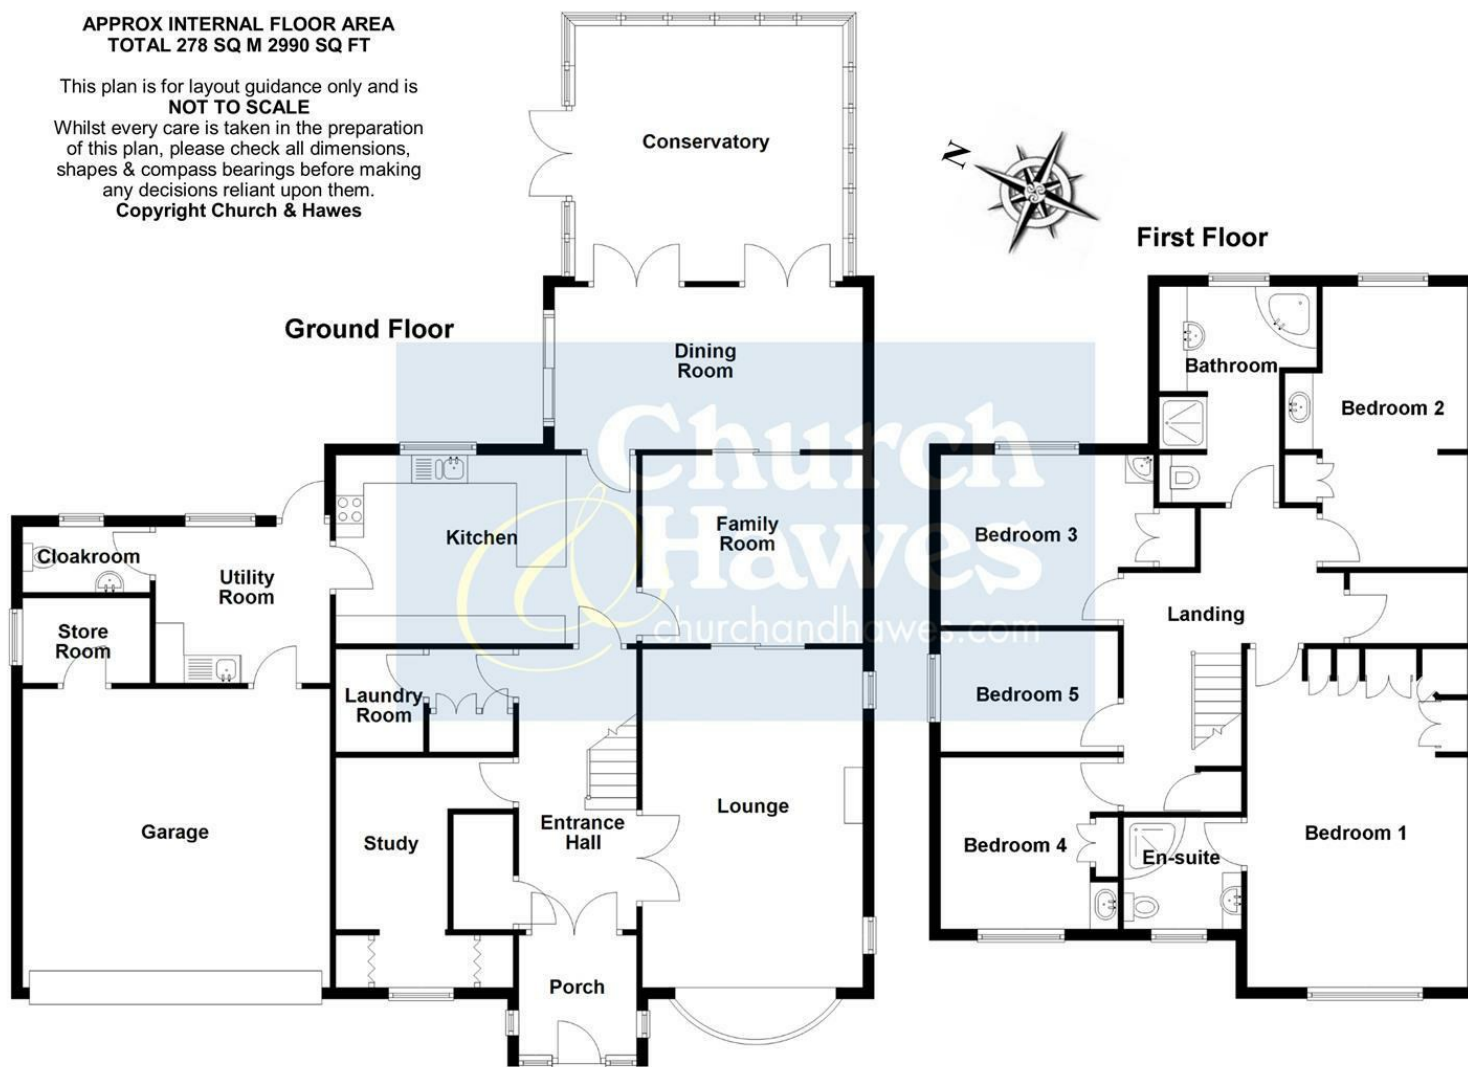 APPROX INTERNAL FLOOR AREA
TOTAL 278 SQ M 2990 SQ FT
This plan is for layout guidance only and is
NOT TO SCALE
Whilst every care is taken in the preparation
of this plan, please check all dimensions,
shapes & compass bearings before making
any decisions reliant upon them.
Copyright Church & Hawes
Conservatory
N
First Floor
Ground Floor
Dining
Room
Bathroom
Bedroom 2
Church
& Hawes
churchandhawes.com
Kitchen
Family
Room
Bedroom 3
Cloakroom
Utility
Room
Store
Room
Landing
Laundry
Room
Bedroom 5
Garage
Study
Entrance
Hall
Lounge
Bedroom 4
En-suite
Bedroom 1
Porch